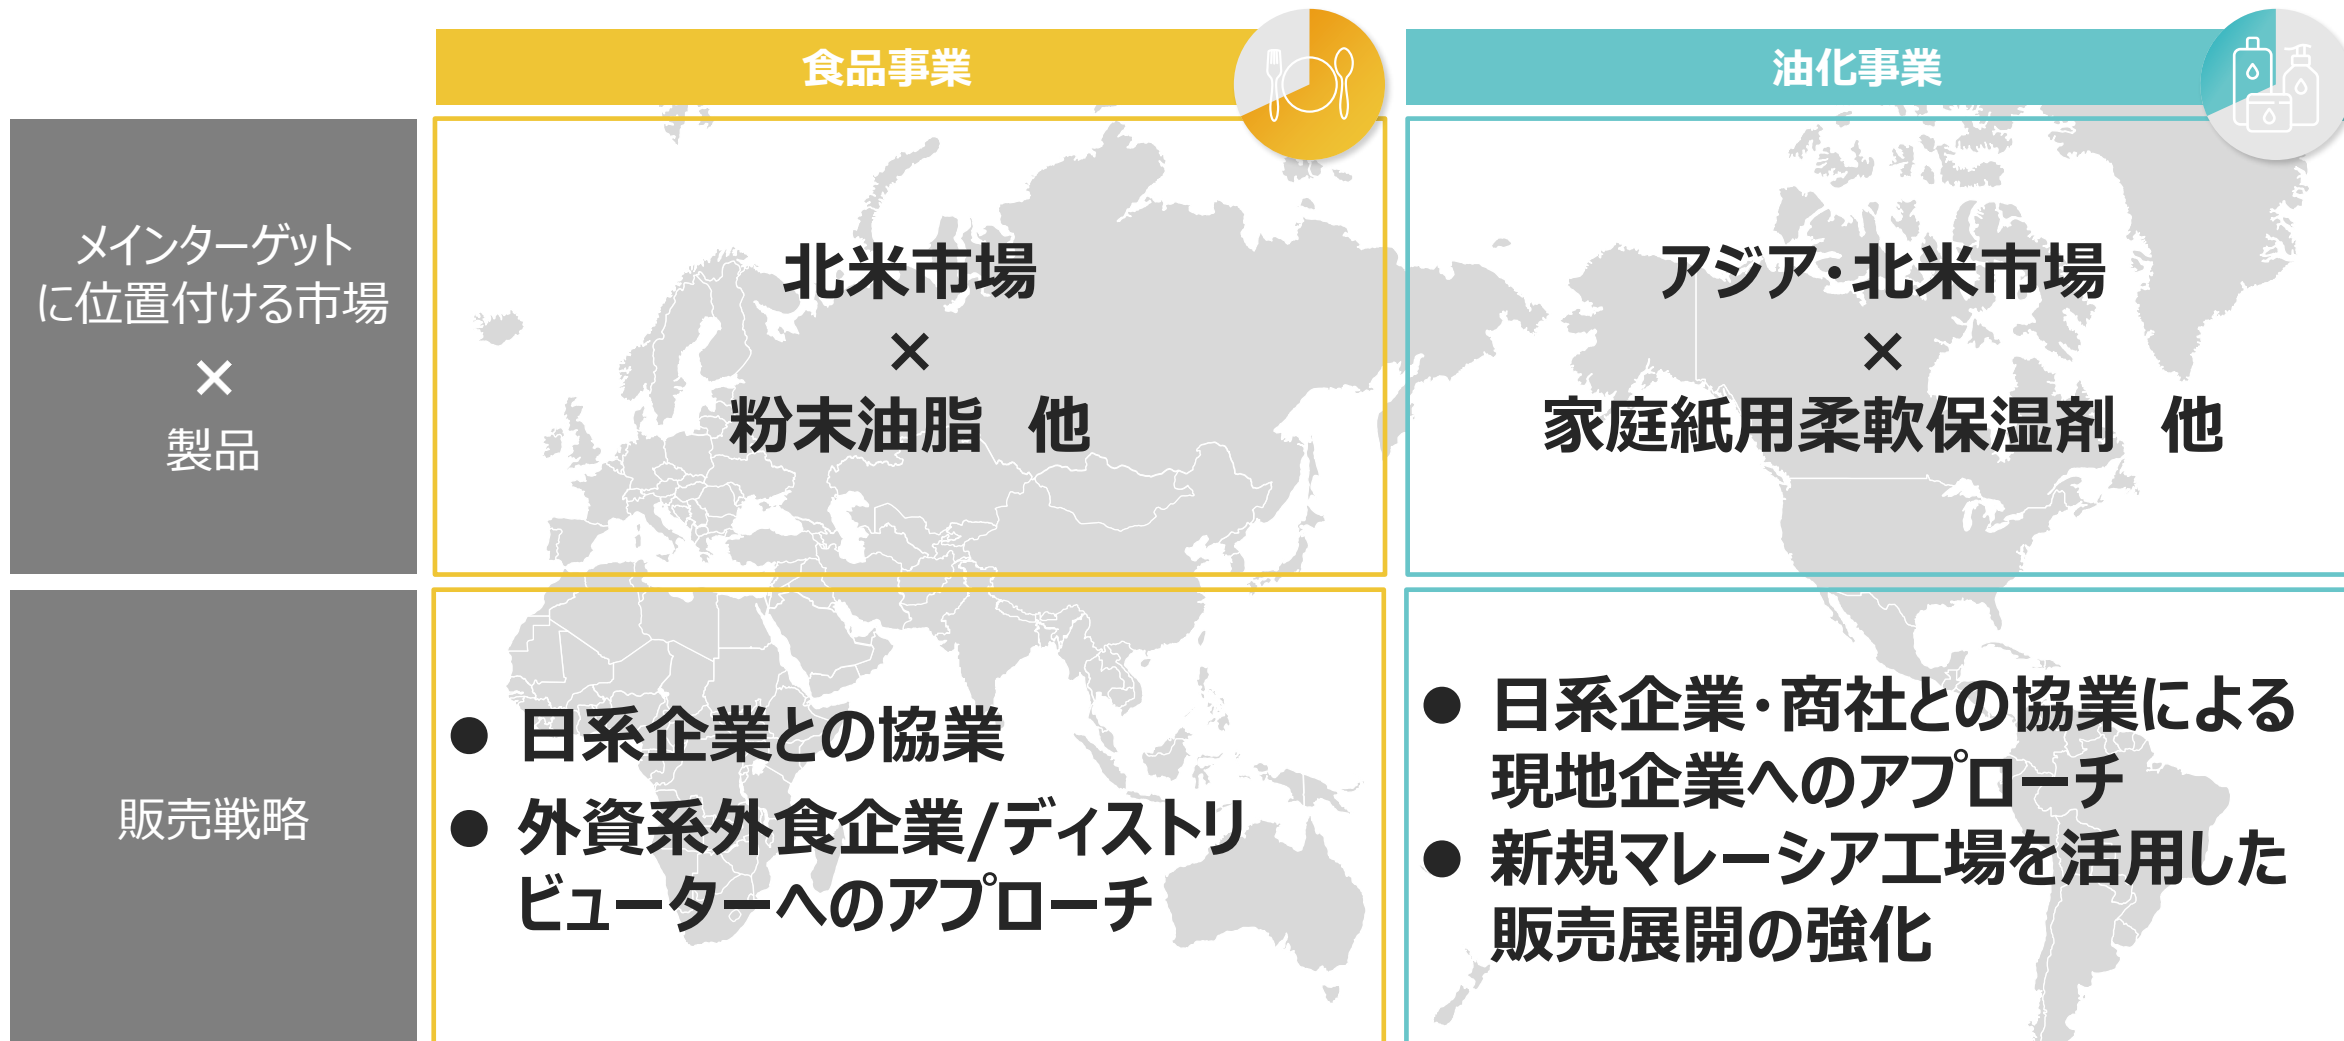 食品事業
油化事業
メインターゲット
に位置付ける市場
×
製品
北米市場
×
粉末油脂　他
アジア・北米市場
×
家庭紙用柔軟保湿剤　他
販売戦略
● 日系企業との協業
● 外資系外食企業/ディストリ
ビューターへのアプローチ
● 日系企業・商社との協業による
現地企業へのアプローチ
● 新規マレーシア工場を活用した
販売展開の強化